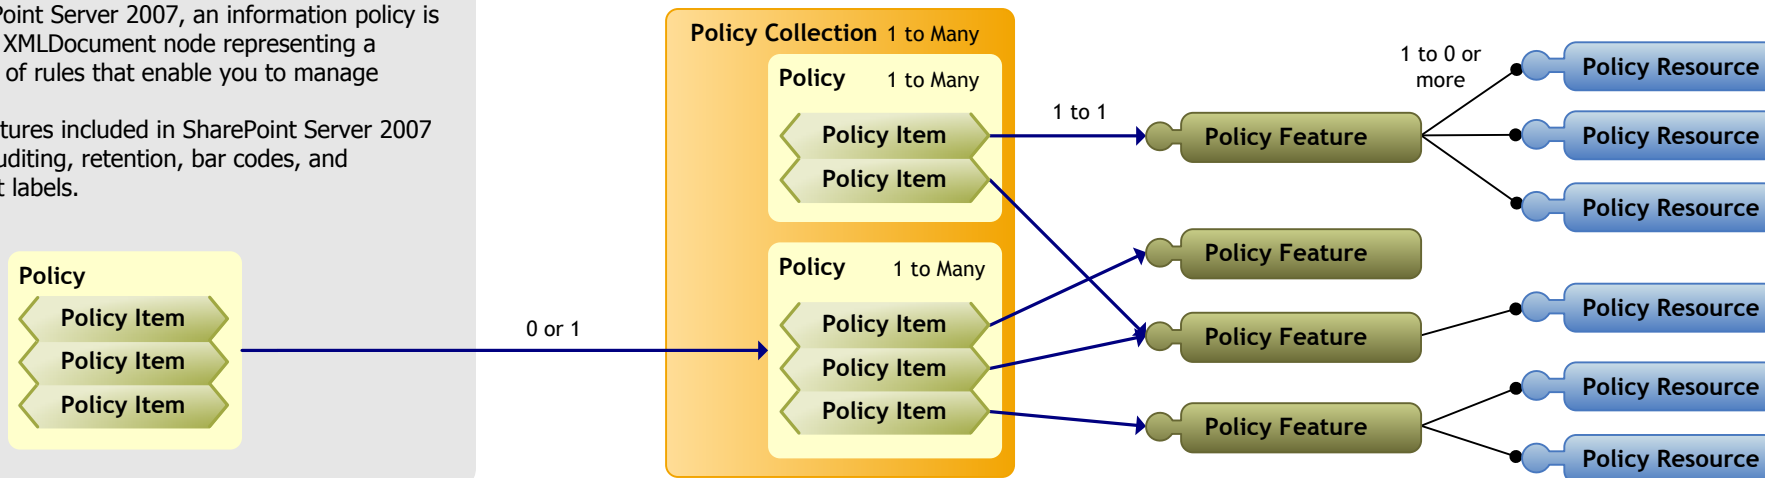 Point Server 2007, an information policy is
XMLDocument node representing a
of rules that enable you to manage
tures included in SharePoint Server 2007
uditing, retention, bar codes, and
t labels.
Policy
Policy Item
Policy Item
Policy Item
0 or 1
Policy Collection 1 to Many
Policy 1 to Many
Policy Item
Policy Item
Policy 1 to Many
Policy Item
Policy Item
Policy Item
1 to 1
Policy Feature
Policy Feature
Policy Feature
Policy Feature
1 to 0 or
more
Policy Resource
Policy Resource
Policy Resource
Policy Resource
Policy Resource
Policy Resource